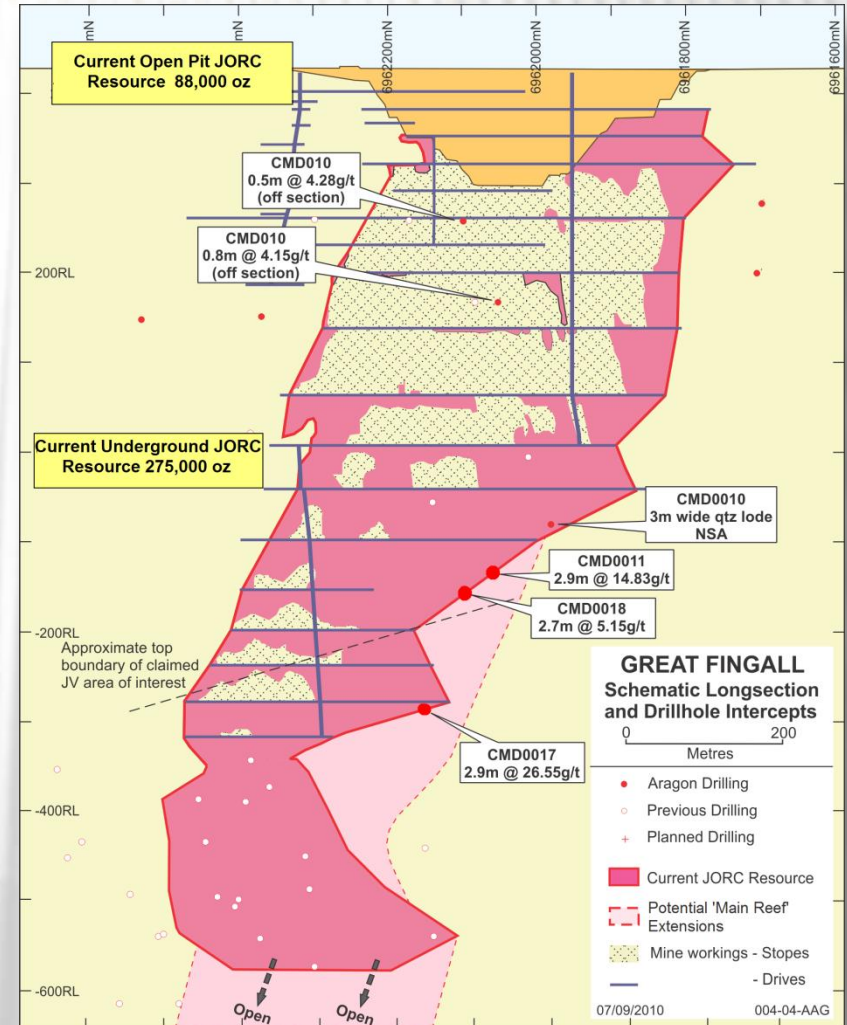 mN
mN
6962200mN
6962000mN
6961800mN
6961600mN
Current Open Pit JORC
Resource 88,000 oz
CMD010
0.5m @ 4.28g/t
(off section)
CMD010
0.8m @ 4.15g/t
(off section)
200RL
Current Underground JORC
Resource 275,000 oz
CMD0010
3m wide qtz lode
NSA
CMD0011
2.9m @ 14.83g/t
CMD0018
2.7m @ 5.15g/t
-200RL
Approximate top
boundary of claimed
JV area of interest
CMD0017
2.9m @ 26.55g/t
-400RL
-600RL
Open
Open
GREAT FINGALL
Schematic Longsection
and Drillhole Intercepts
0 200
Metres
Aragon Drilling
Previous Drilling
Planned Drilling
Current JORC Resource
Potential 'Main Reef'
Extensions
Mine workings - Stopes
- Drives
07/09/2010 004-04-AAG